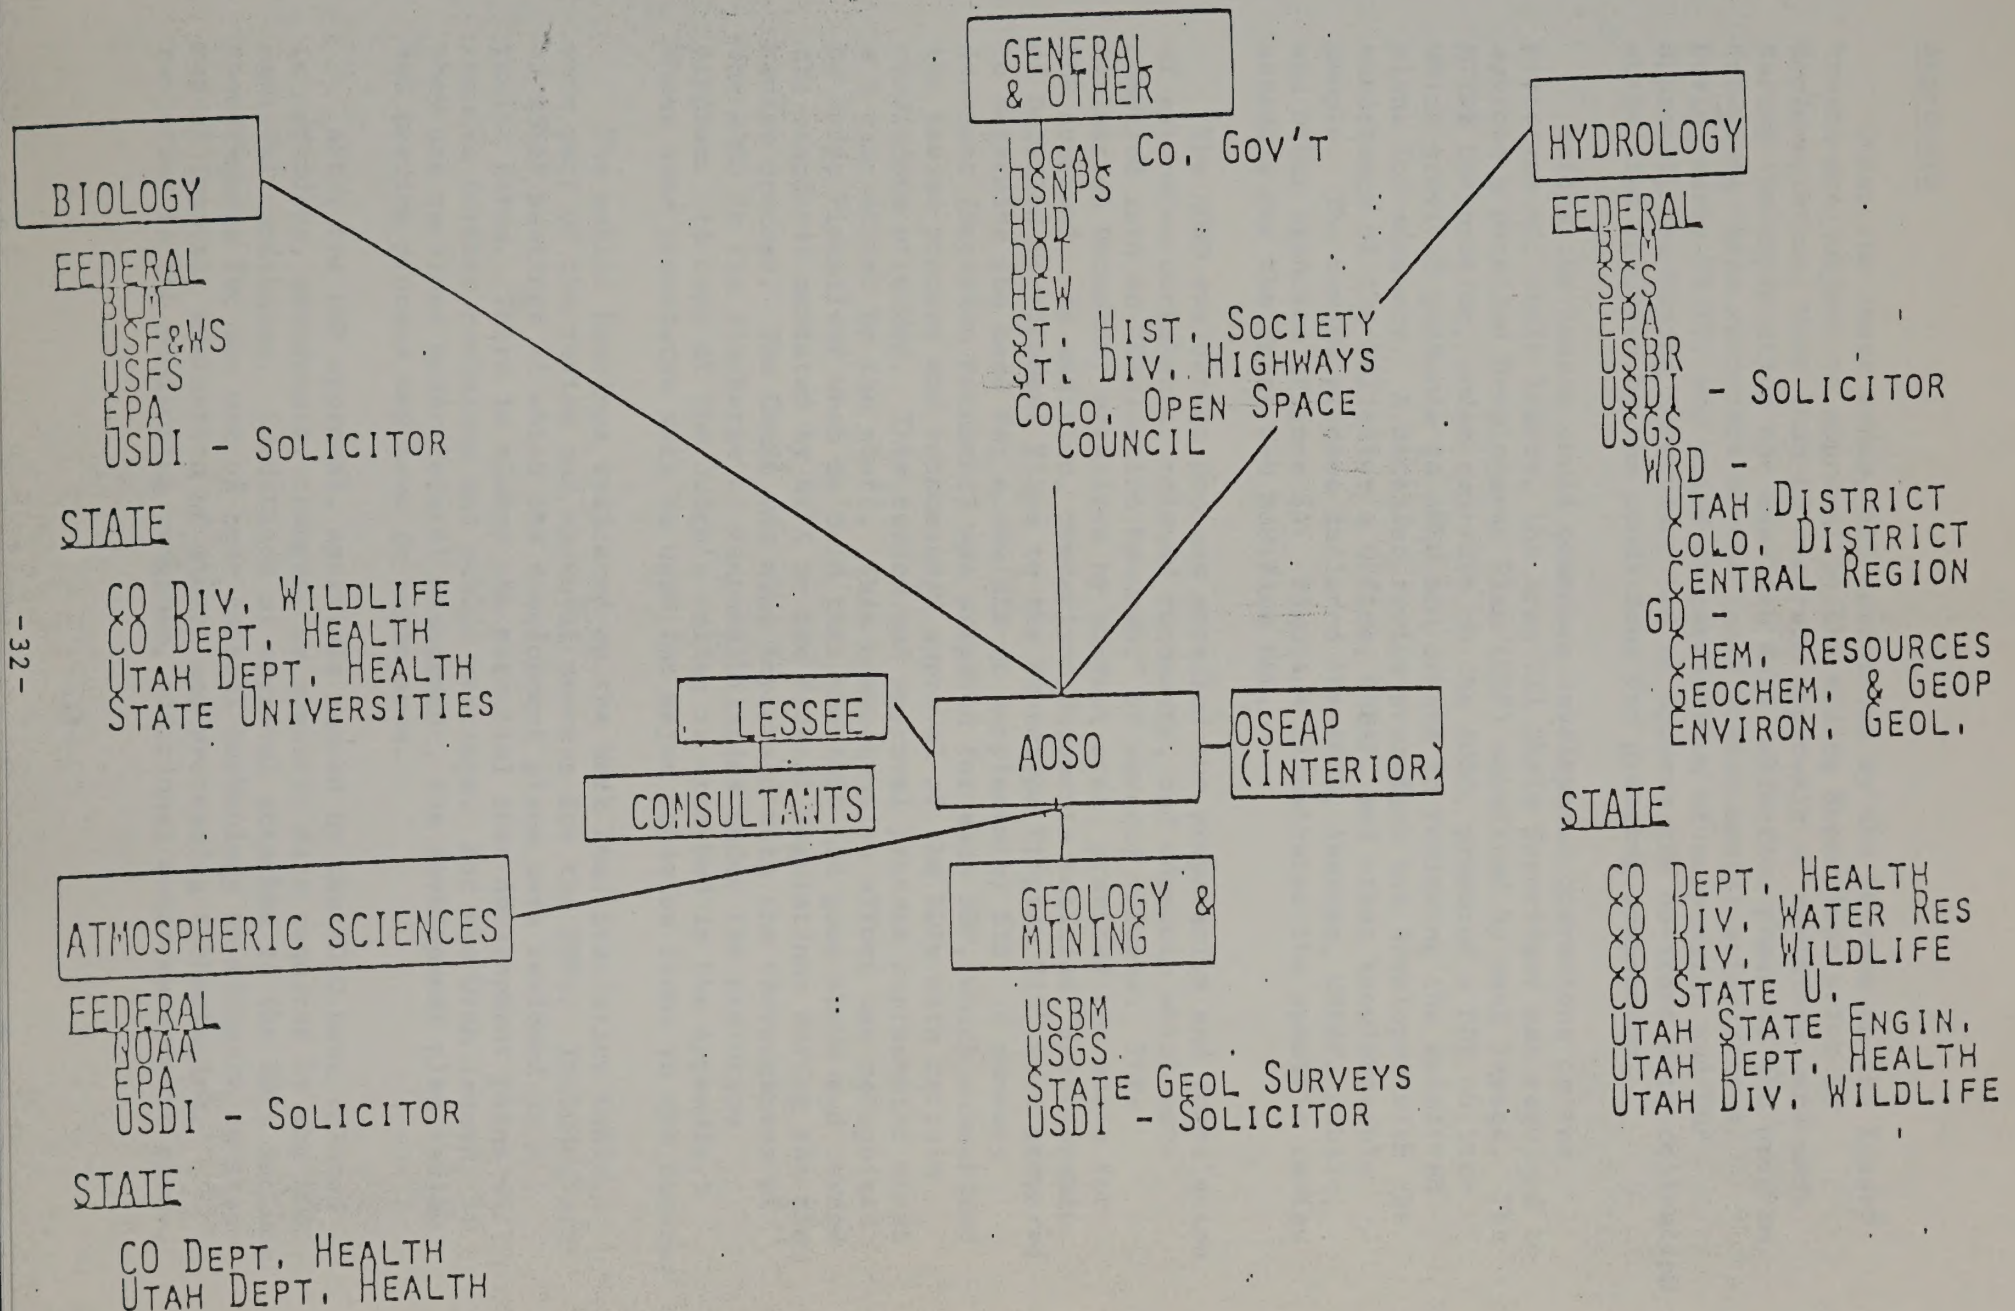 GENERAL
& OTHER
LOCAL CO. GOV'T
USNPS
HUD
DOT
HEW
ST. HIST. SOCIETY
ST. DIV. HIGHWAYS
COLO. OPEN SPACE
COUNCIL
BIOLOGY
FEDERAL
BLM
USF&WS
USFS
EPA
USDI - SOLICITOR
STATE
CO DIV. WILDLIFE
CO DEPT. HEALTH
UTAH DEPT. HEALTH
STATE UNIVERSITIES
HYDROLOGY
FEDERAL
BLM
SCS
EPA
USBR
USDI - SOLICITOR
USGS
WRD -
UTAH DISTRICT
COLO. DISTRICT
CENTRAL REGION
GD -
CHEM. RESOURCES
GEOCHEM. & GEOP
ENVIRON. GEOL.
STATE
CO DEPT. HEALTH
CO DIV. WATER RES
CO DIV. WILDLIFE
CO STATE U.
UTAH STATE ENGIN.
UTAH DEPT. HEALTH
UTAH DIV. WILDLIFE
LESSEE
CONSULTANTS
AOSO
OSEAP
(INTERIOR)
ATMOSPHERIC SCIENCES
FEDERAL
NOAA
EPA
USDI - SOLICITOR
STATE
CO DEPT. HEALTH
UTAH DEPT. HEALTH
GEOLOGY &
MINING
USBM
USGS
STATE GEOL SURVEYS
USDI - SOLICITOR
-32-